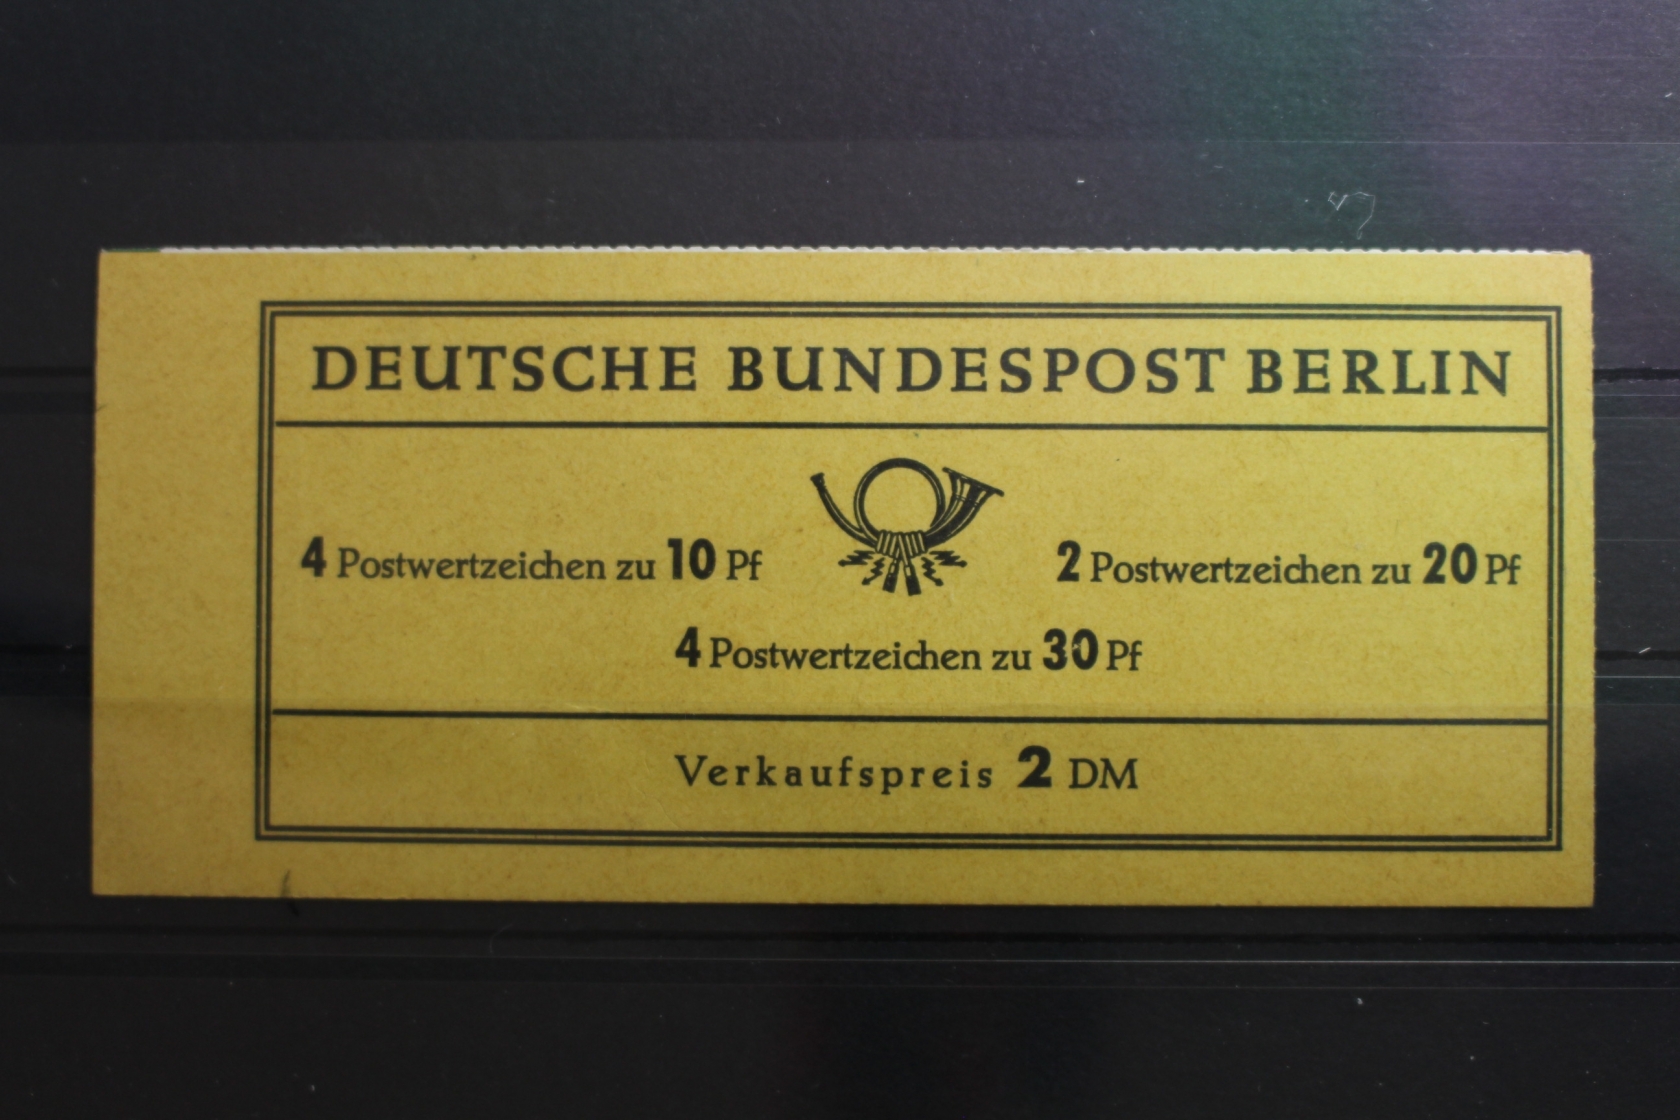 DEUTSCHE BUNDESPOST BERLIN
4 Postwertzeichen zu 10 Pf
2 Postwertzeichen zu 20 Pf
4 Postwertzeichen zu 30 Pf
Verkaufspreis 2 DM